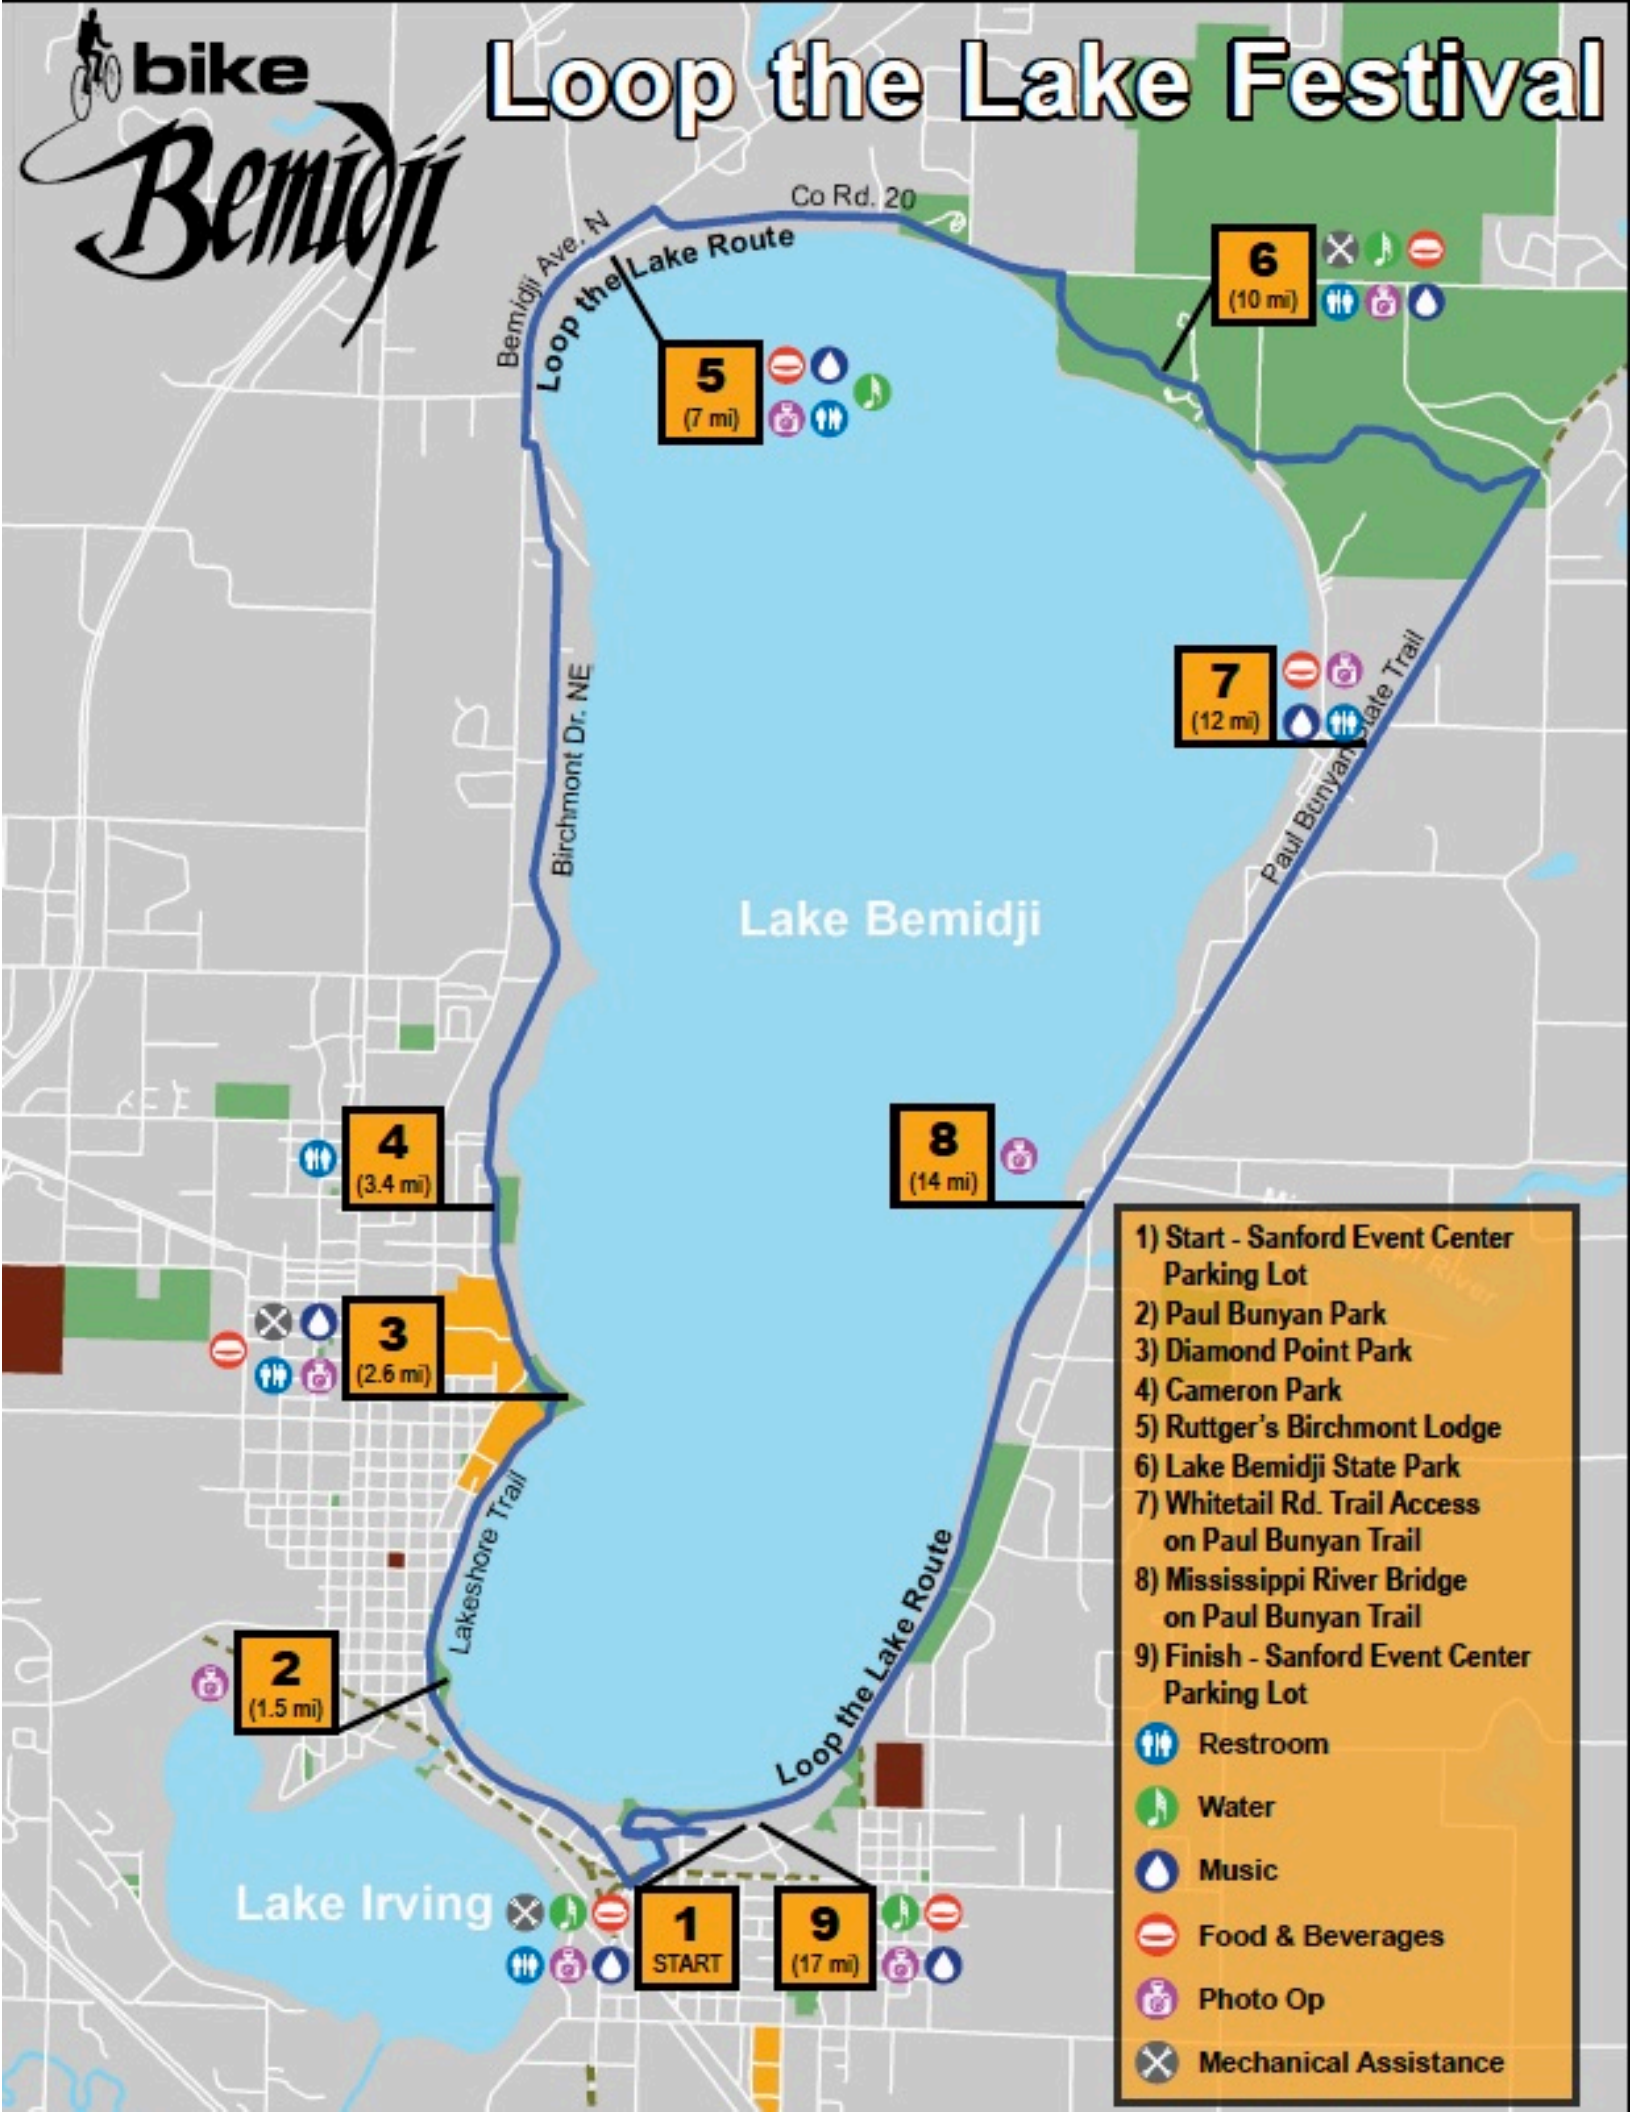 bike
Bemidji
Loop the Lake Festival
Co Rd. 20
Bemidji Ave. N
Loop the Lake Route
6
(10 mi)
5
(7 mi)
7
(12 mi)
Paul Bunyan State Trail
Birchmont Dr. NE
Lake Bemidji
4
(3.4 mi)
8
(14 mi)
3
(2.6 mi)
Lakeshore Trail
2
(1.5 mi)
Loop the Lake Route
Lake Irving
1
START
9
(17 mi)
Mississippi River
1) Start - Sanford Event Center
Parking Lot
2) Paul Bunyan Park
3) Diamond Point Park
4) Cameron Park
5) Ruttger's Birchmont Lodge
6) Lake Bemidji State Park
7) Whitetail Rd. Trail Access
on Paul Bunyan Trail
8) Mississippi River Bridge
on Paul Bunyan Trail
9) Finish - Sanford Event Center
Parking Lot
Restroom
Water
Music
Food & Beverages
Photo Op
Mechanical Assistance